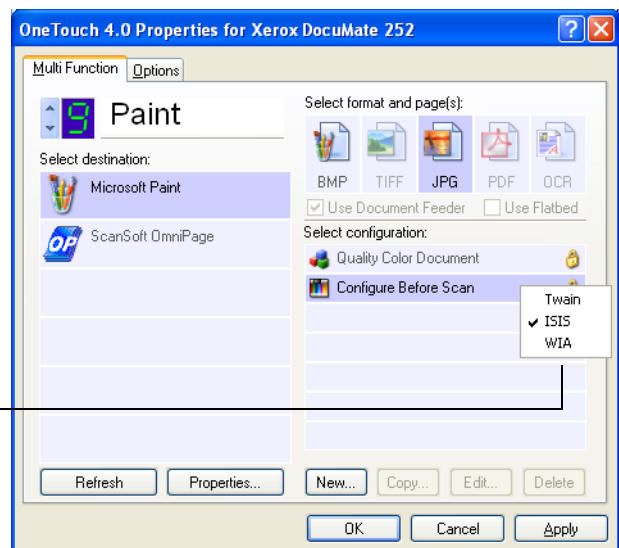 OneTouch 4.0 Properties for Xerox DocuMate 252
Multi Function
Options
9
Paint
Select destination:
Microsoft Paint
OP
ScanSoft OmniPage
Select format and page(s):
BMP TIFF JPG PDF OCR
Use Document Feeder
Use Flatbed
Select configuration:
Quality Color Document
Configure Before Scan
Twain
ISIS
WIA
Refresh
Properties...
New...
Copy...
Edit...
Delete
OK
Cancel
Apply